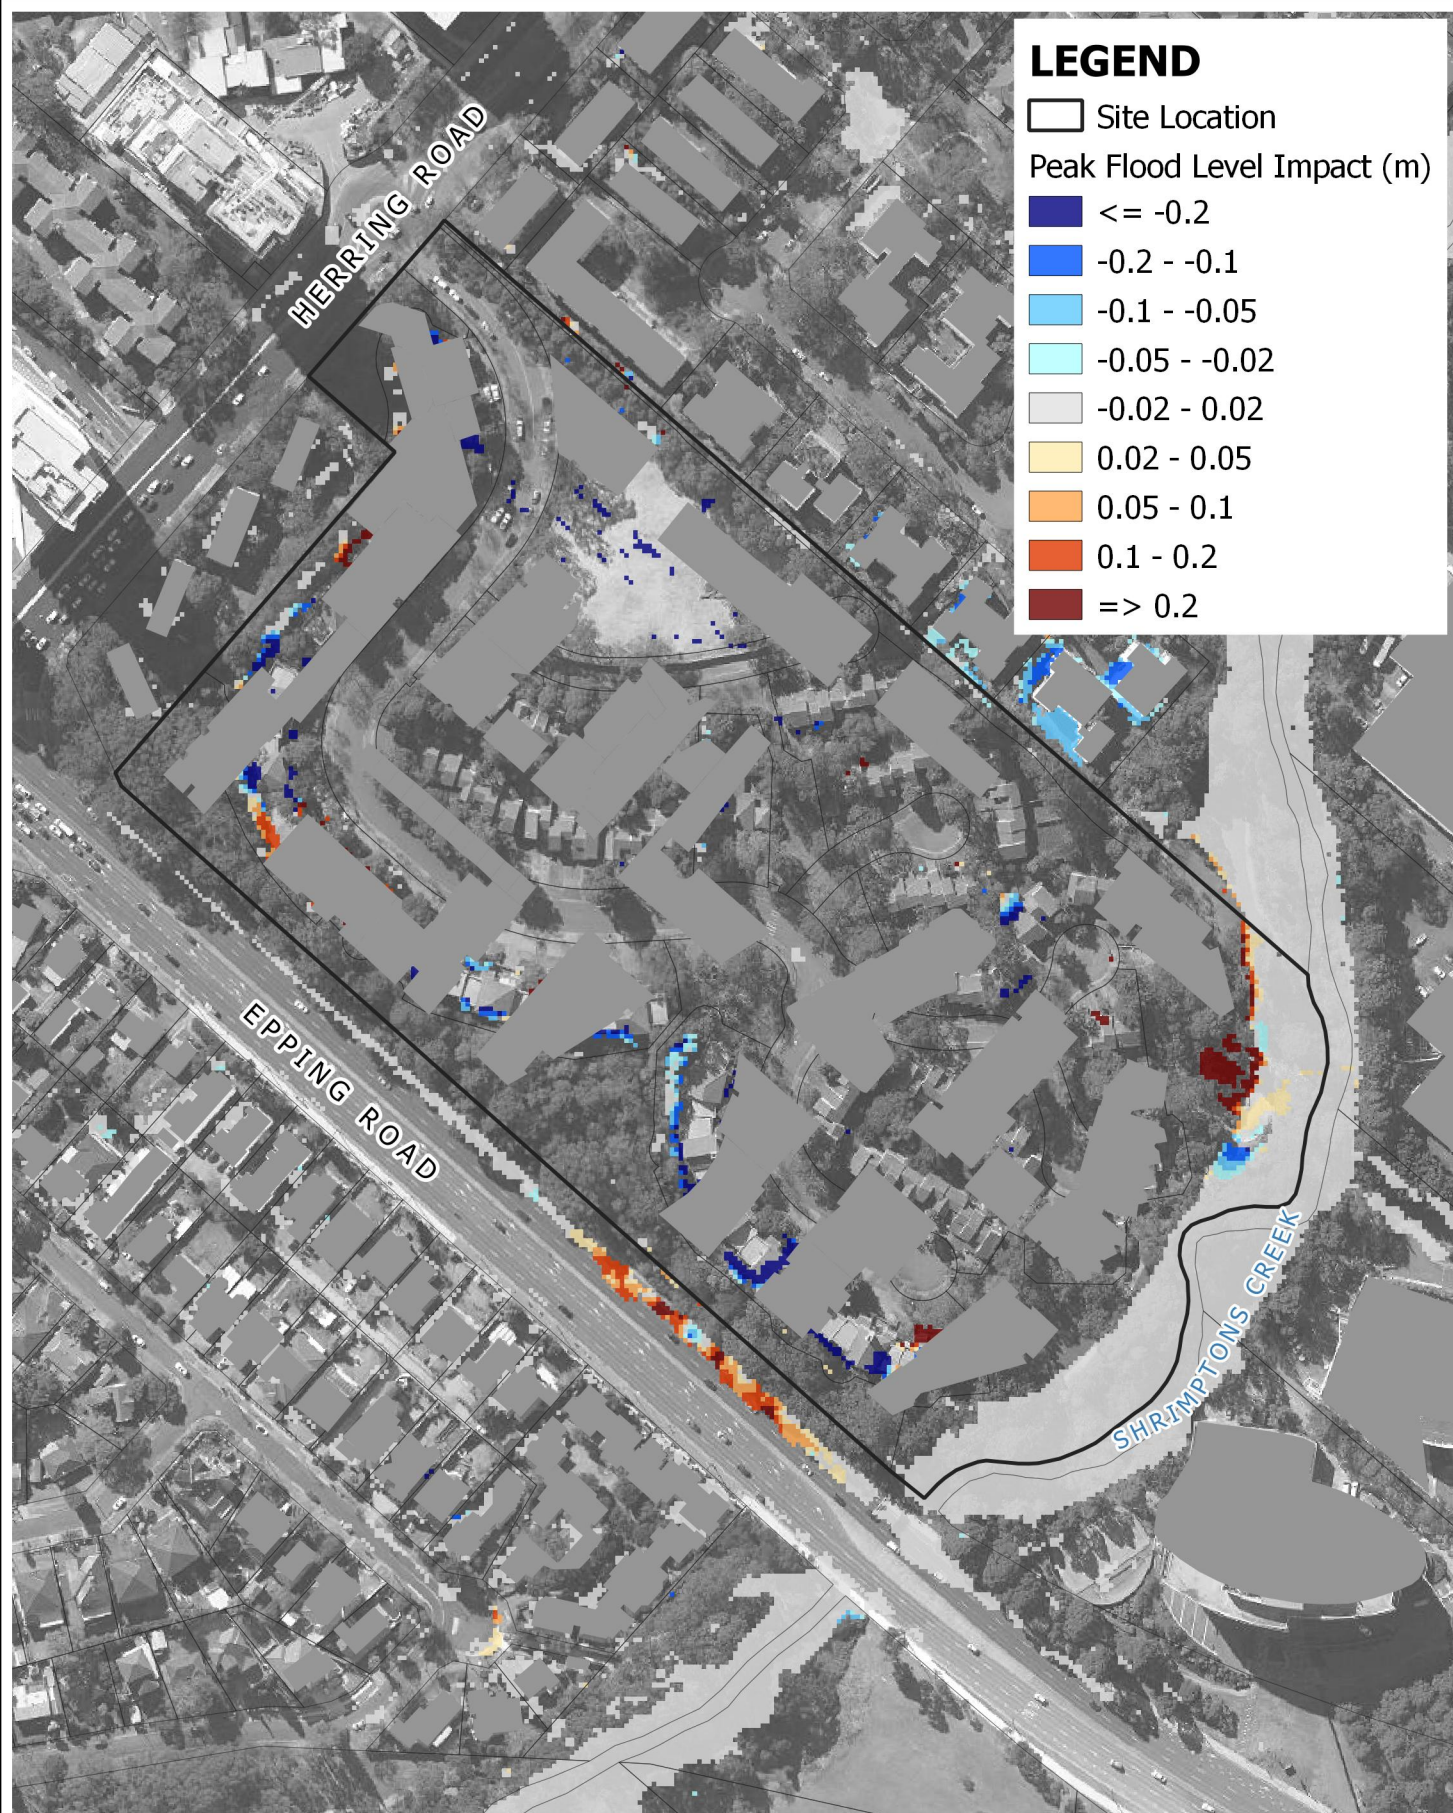 LEGEND
Site Location
Peak Flood Level Impact (m)
<= -0.2
-0.2 - -0.1
-0.1 - -0.05
-0.05 - -0.02
-0.02 - 0.02
0.02 - 0.05
0.05 - 0.1
0.1 - 0.2
=> 0.2
HERRING ROAD
EPPING ROAD
SHRIMPTONS CREEK